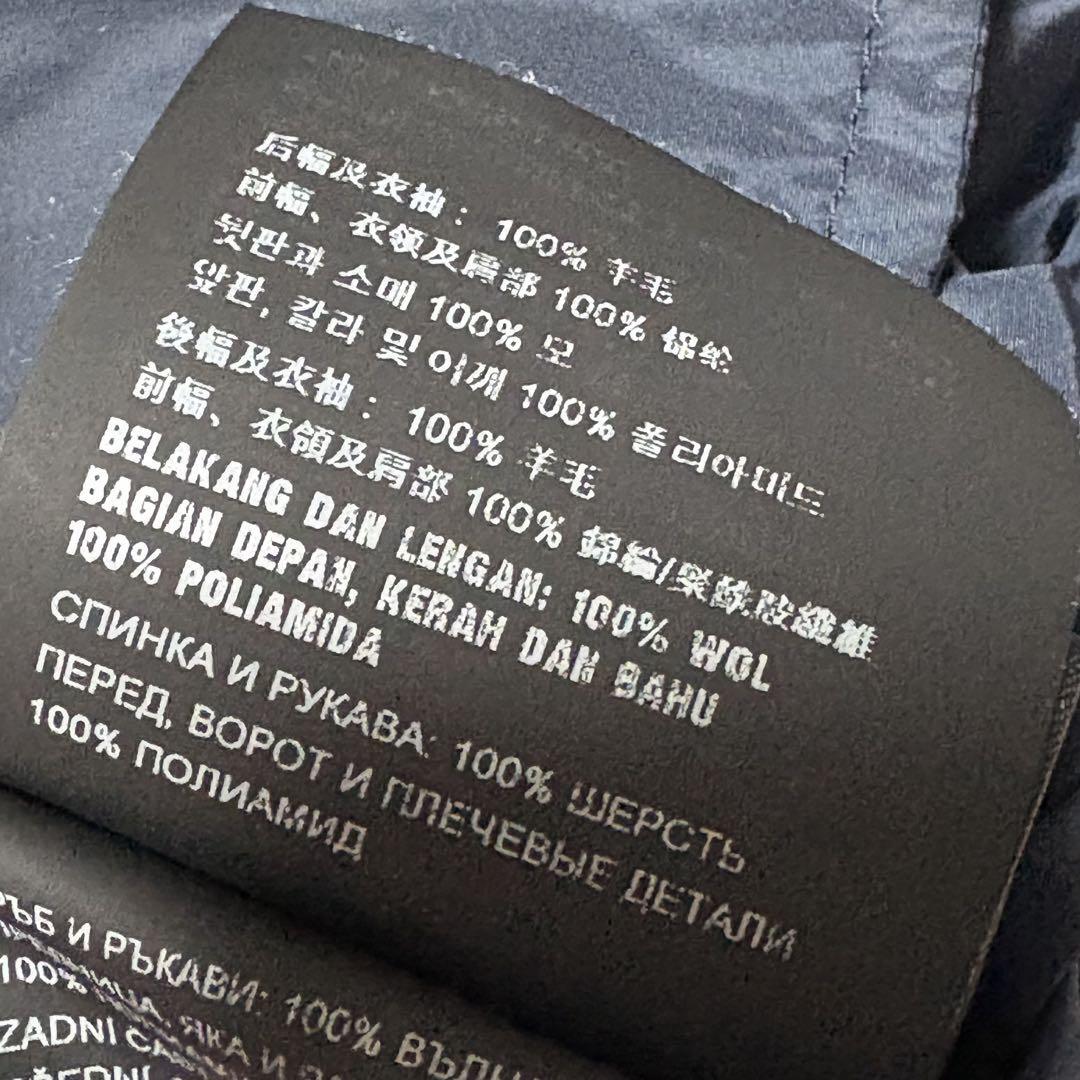 后幅及衣袖： 100% 羊毛
前幅、衣领及肩部 100% 锦纶
뒷판과 소매 100% 모
앞판, 칼라 및 어깨 100% 폴리아미드
後幅及衣袖： 100% 羊毛
前幅、衣領及肩部 100% 錦綸/聚酰胺纖維
BELAKANG DAN LENGAN: 100% WOL
BAGIAN DEPAN, KERAH DAN BAHU
100% POLIAMIDA
СПИНКА И РУКАВА: 100% ШЕРСТЬ
ПЕРЕД, ВОРОТ И ПЛЕЧЕВЫЕ ДЕТАЛИ
100% ПОЛИАМИД
И РЪКАВИ: 100%
ЯКА И
100%
ZADNI